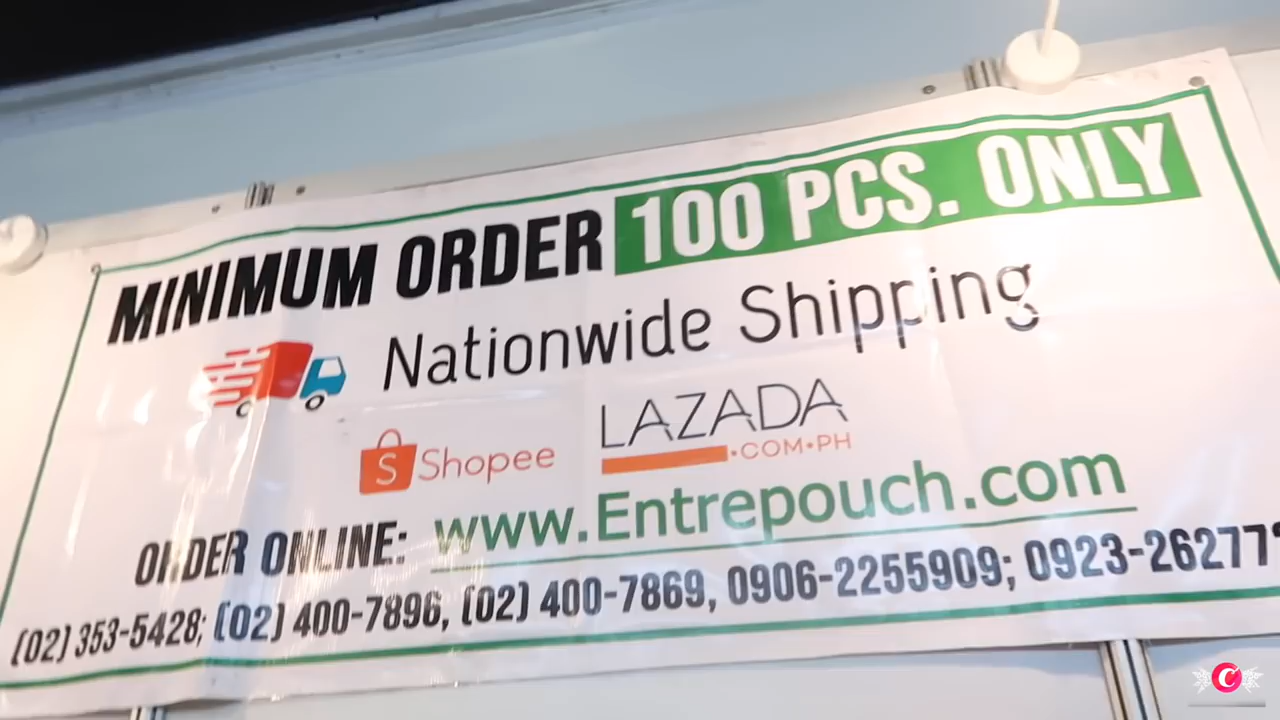 MINIMUM ORDER 100 PCS. ONLY
Nationwide Shipping
S Shopee
LAZADA
.COM.PH
ORDER ONLINE: www.Entrepouch.com
(02) 353-5428; (02) 400-7896, (02) 400-7869, 0906-2255909; 0923-26277
C